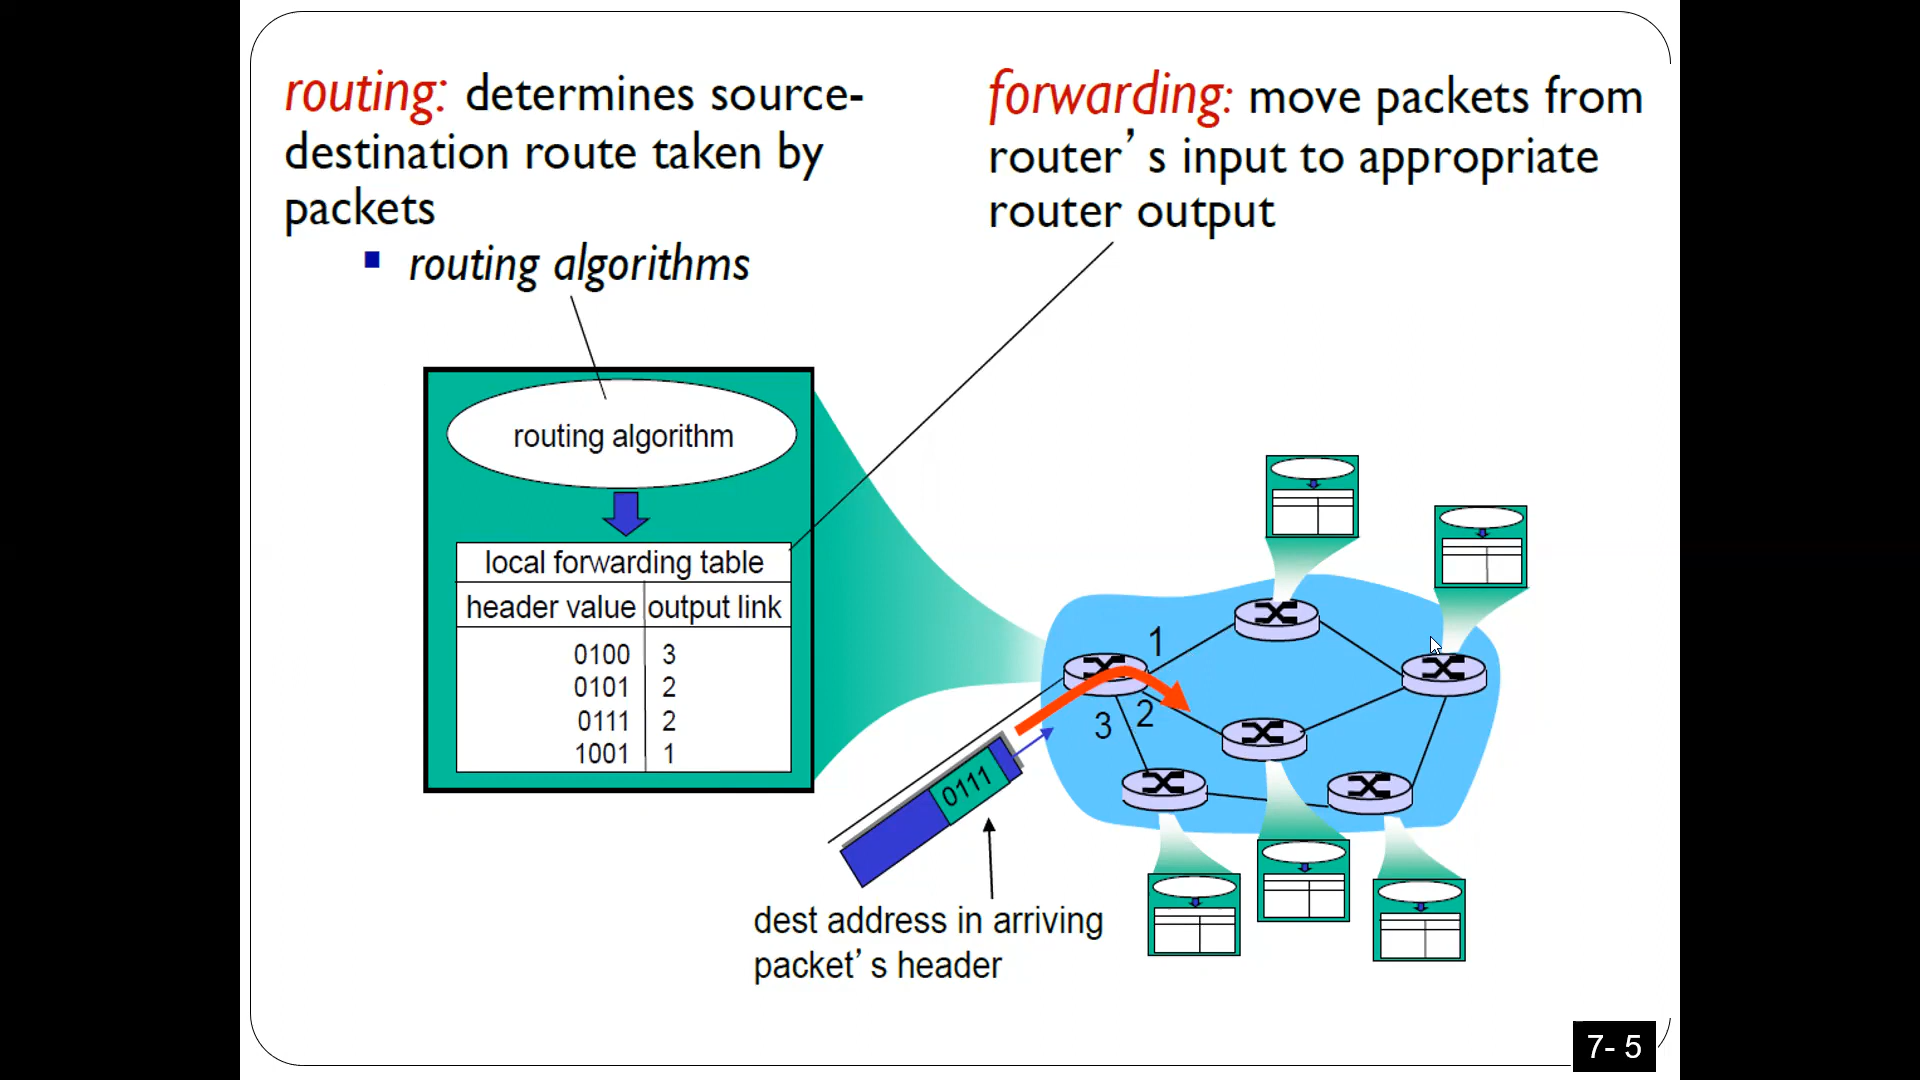 routing: determines source-
destination route taken by
packets
routing algorithms
forwarding: move packets from
router’s input to appropriate
router output
routing algorithm
local forwarding table
header value output link
0100 3
0101 2
0111 2
1001 1
1
2
3
0111
dest address in arriving
packet’s header
7- 5